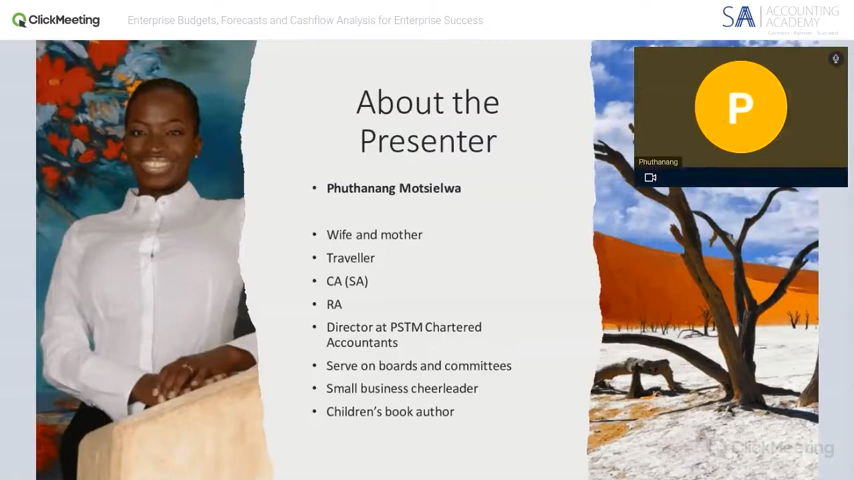 ClickMeeting
Enterprise Budgets, Forecasts and Cashflow Analysis for Enterprise Success
SA ACCOUNTING
ACADEMY
About the
Presenter
P
Phuthanang
• Phuthanang Motsielwa
• Wife and mother
• Traveller
• CA (SA)
• RA
• Director at PSTM Chartered
Accountants
• Serve on boards and committees
• Small business cheerleader
• Children's book author
ClickMeeting